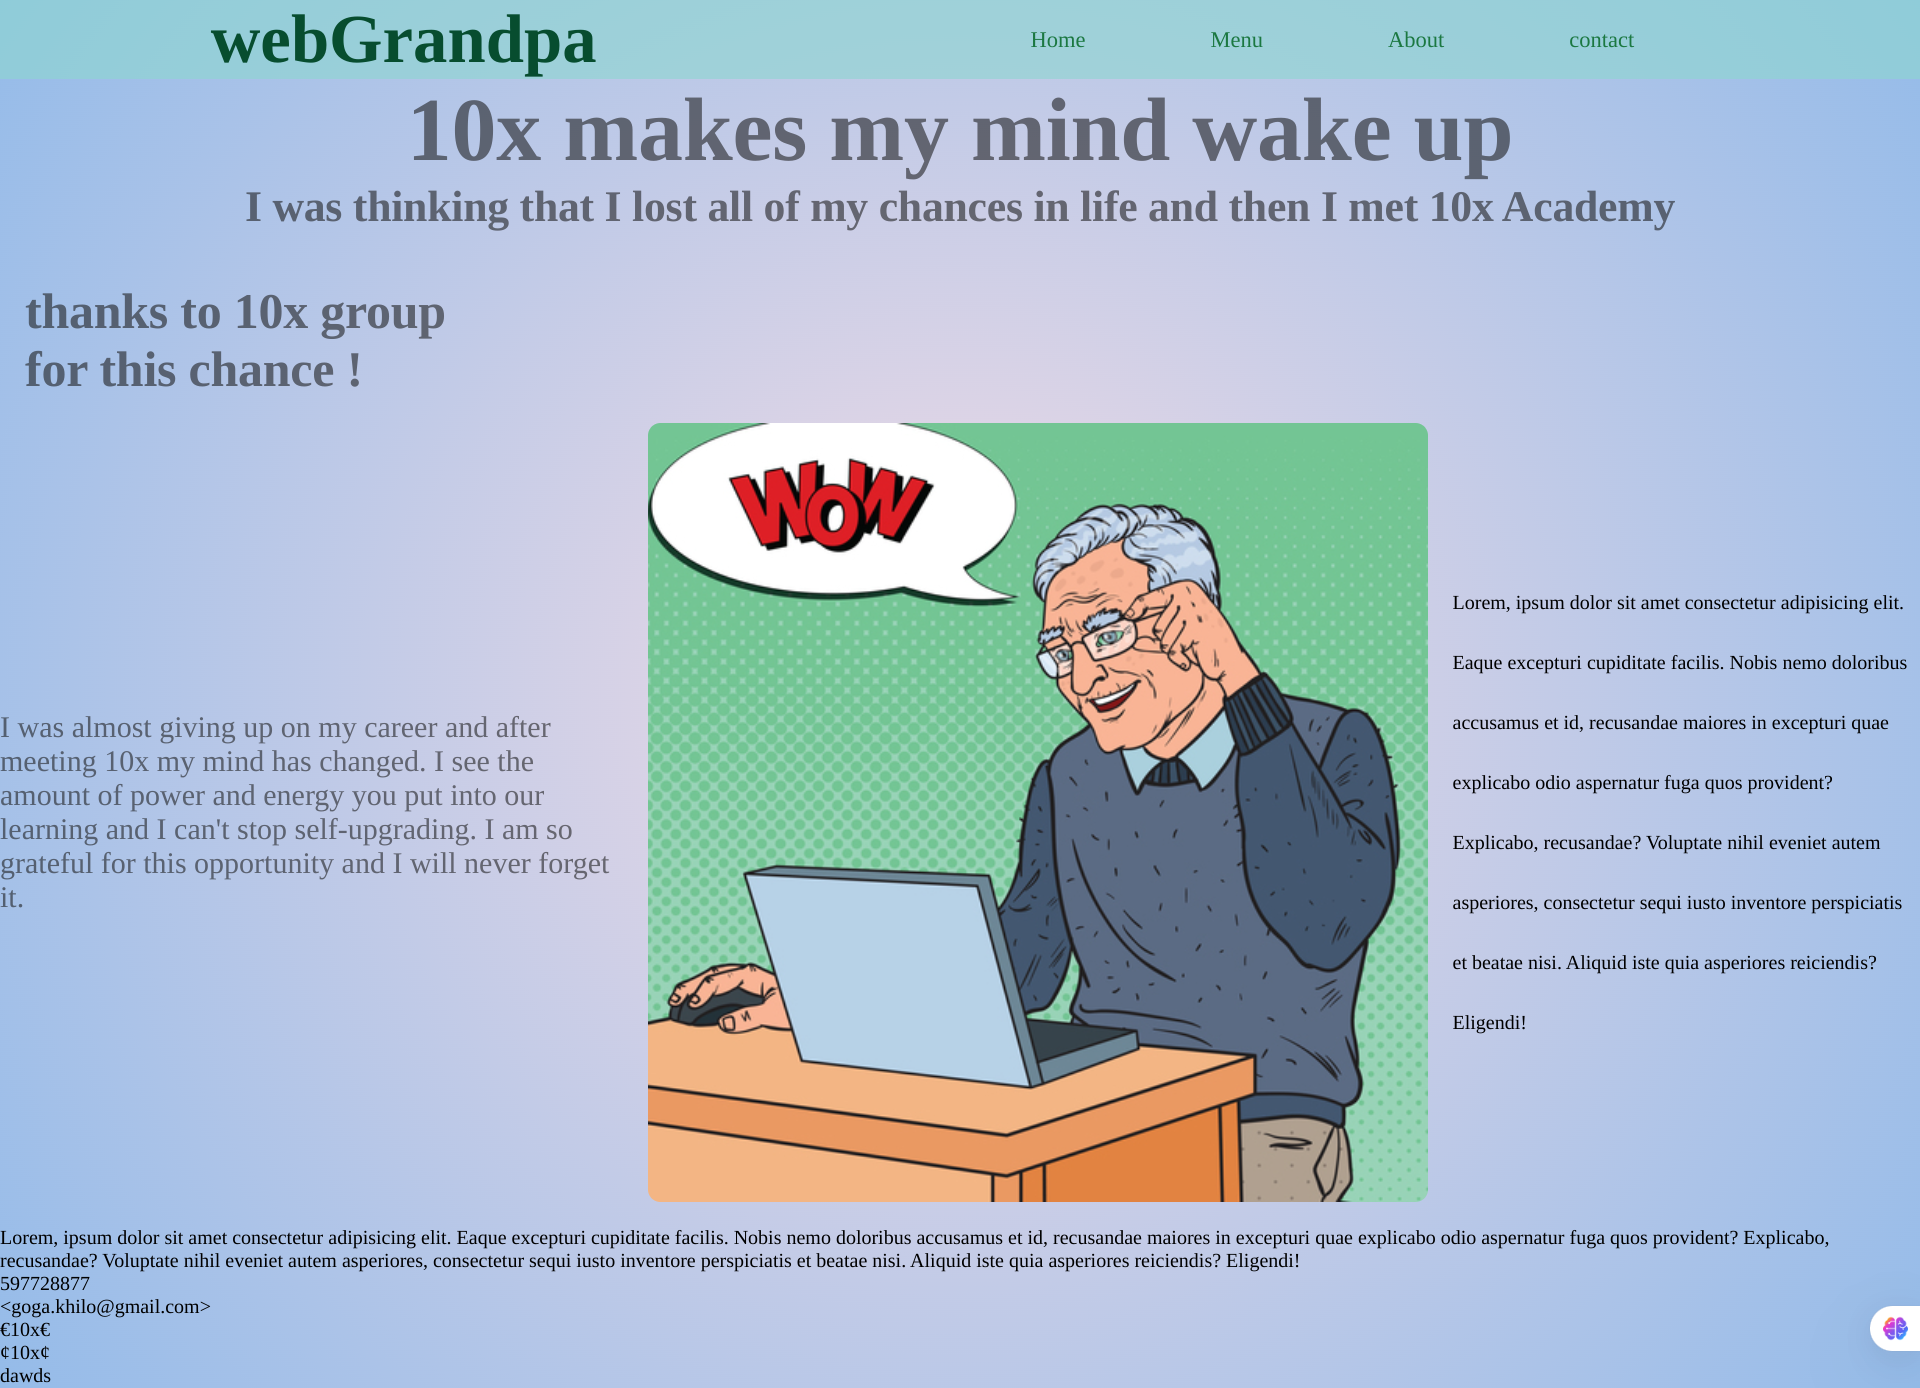 webGrandpa
Home Menu About contact
10x makes my mind wake up
I was thinking that I lost all of my chances in life and then I met 10x Academy
thanks to 10x group
for this chance !
I was almost giving up on my career and after
meeting 10x my mind has changed. I see the
amount of power and energy you put into our
learning and I can't stop self-upgrading. I am so
grateful for this opportunity and I will never forget
it.
WOW
Lorem, ipsum dolor sit amet consectetur adipisicing elit.
Eaque excepturi cupiditate facilis. Nobis nemo doloribus
accusamus et id, recusandae maiores in excepturi quae
explicabo odio aspernatur fuga quos provident?
Explicabo, recusandae? Voluptate nihil eveniet autem
asperiores, consectetur sequi iusto inventore perspiciatis
et beatae nisi. Aliquid iste quia asperiores reiciendis?
Eligendi!
Lorem, ipsum dolor sit amet consectetur adipisicing elit. Eaque excepturi cupiditate facilis. Nobis nemo doloribus accusamus et id, recusandae maiores in excepturi quae explicabo odio aspernatur fuga quos provident? Explicabo,
recusandae? Voluptate nihil eveniet autem asperiores, consectetur sequi iusto inventore perspiciatis et beatae nisi. Aliquid iste quia asperiores reiciendis? Eligendi!
597728877
<goga.khilo@gmail.com>
€10x€
¢10x¢
dawds